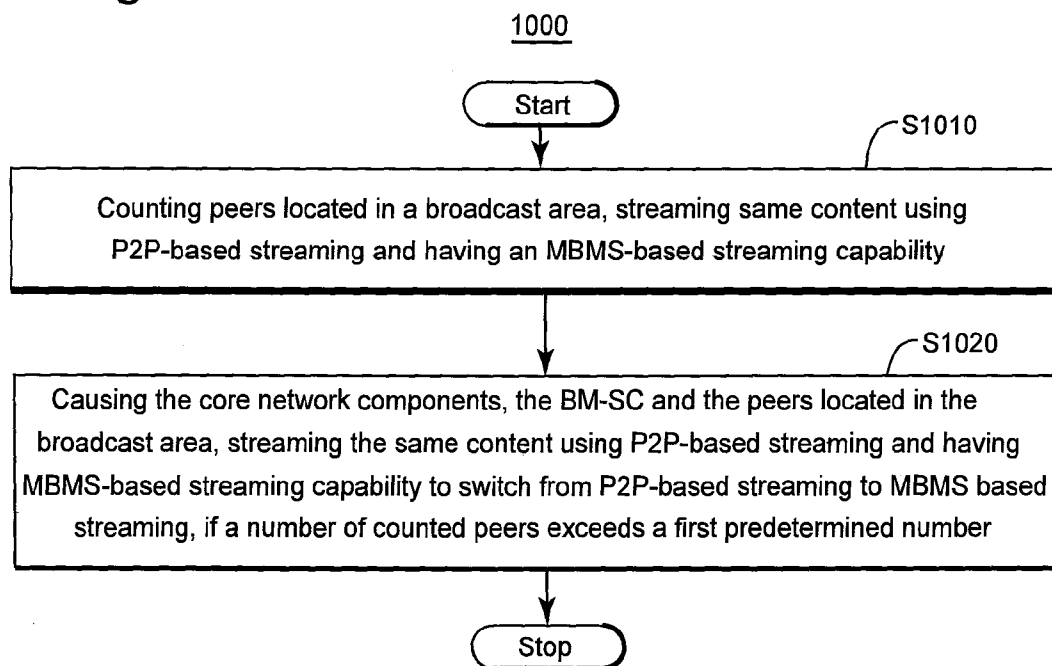 1000
Start
S1010
Counting peers located in a broadcast area, streaming same content using
P2P-based streaming and having an MBMS-based streaming capability
S1020
Causing the core network components, the BM-SC and the peers located in the
broadcast area, streaming the same content using P2P-based streaming and having
MBMS-based streaming capability to switch from P2P-based streaming to MBMS based
streaming, if a number of counted peers exceeds a first predetermined number
Stop